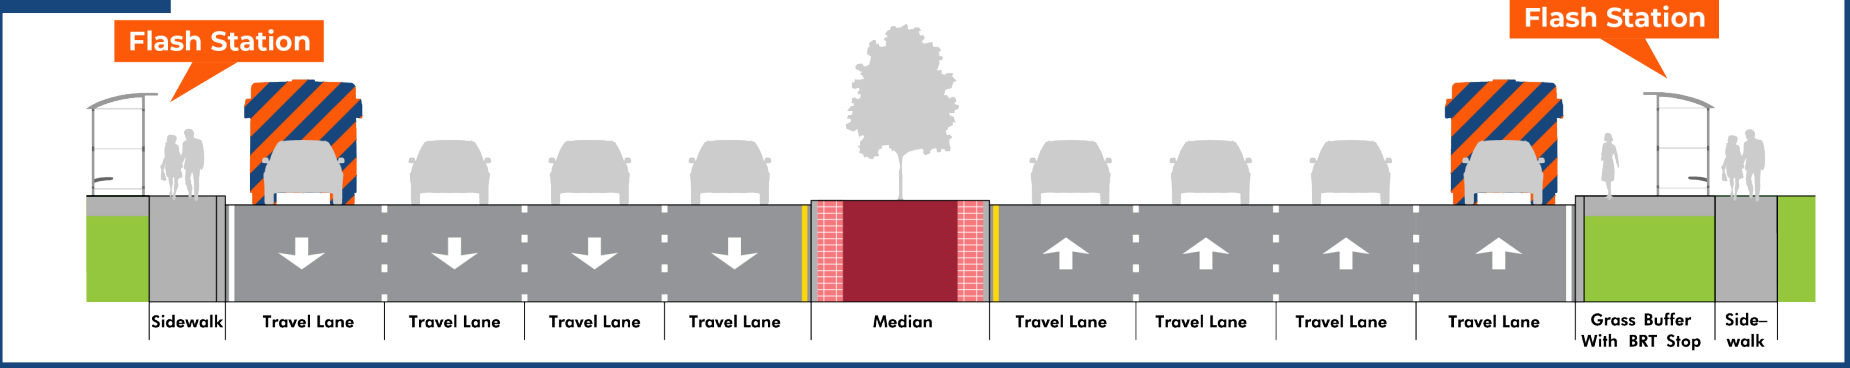 Flash Station
Flash Station
Sidewalk
Travel Lane
Travel Lane
Travel Lane
Travel Lane
Median
Travel Lane
Travel Lane
Travel Lane
Travel Lane
Grass Buffer
With BRT Stop
Side–
walk